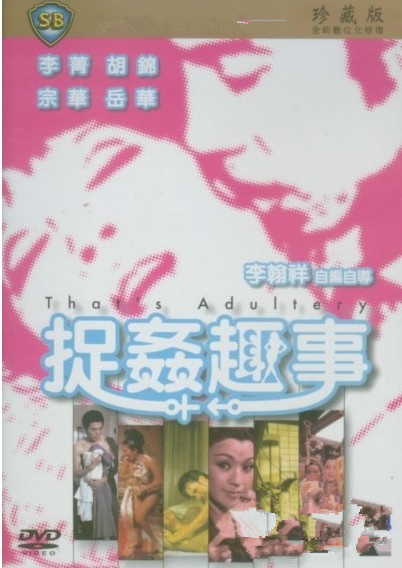 SB
珍藏版
全新數位化修復
李菁 胡錦
宗華 岳華
李翰祥 自編自導
That's Adultery
捉姦趣事
DVD
VIDEO